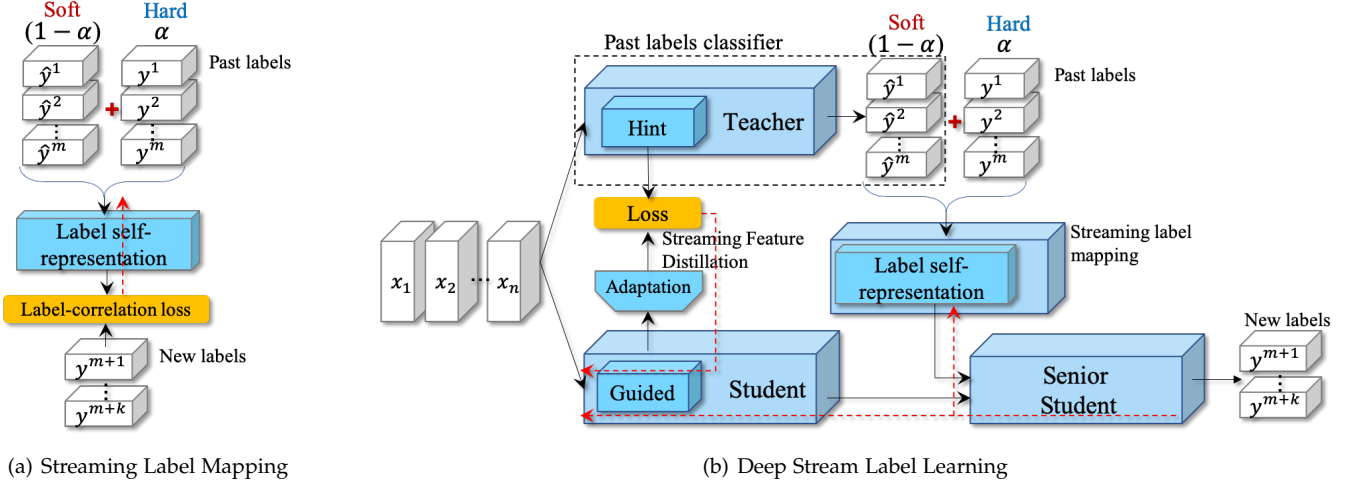 Soft
Hard
(1 − α)
α
ŷ¹
y¹
Past labels
ŷ²
+
y²
⋮
⋮
ŷᵐ
yᵐ
Label self-
representation
Label-correlation loss
New labels
yᵐ⁺¹
⋮
yᵐ⁺ᵏ
(a) Streaming Label Mapping
Past labels classifier
Soft
Hard
(1 − α)
α
Hint
Teacher
ŷ¹
y¹
Past labels
ŷ²
+
y²
⋮
⋮
ŷᵐ
yᵐ
Loss
Streaming Feature
Distillation
Adaptation
x₁
x₂
⋯
xₙ
Streaming label
mapping
Label self-
representation
Guided
Student
Senior
Student
New labels
yᵐ⁺¹
⋮
yᵐ⁺ᵏ
(b) Deep Stream Label Learning